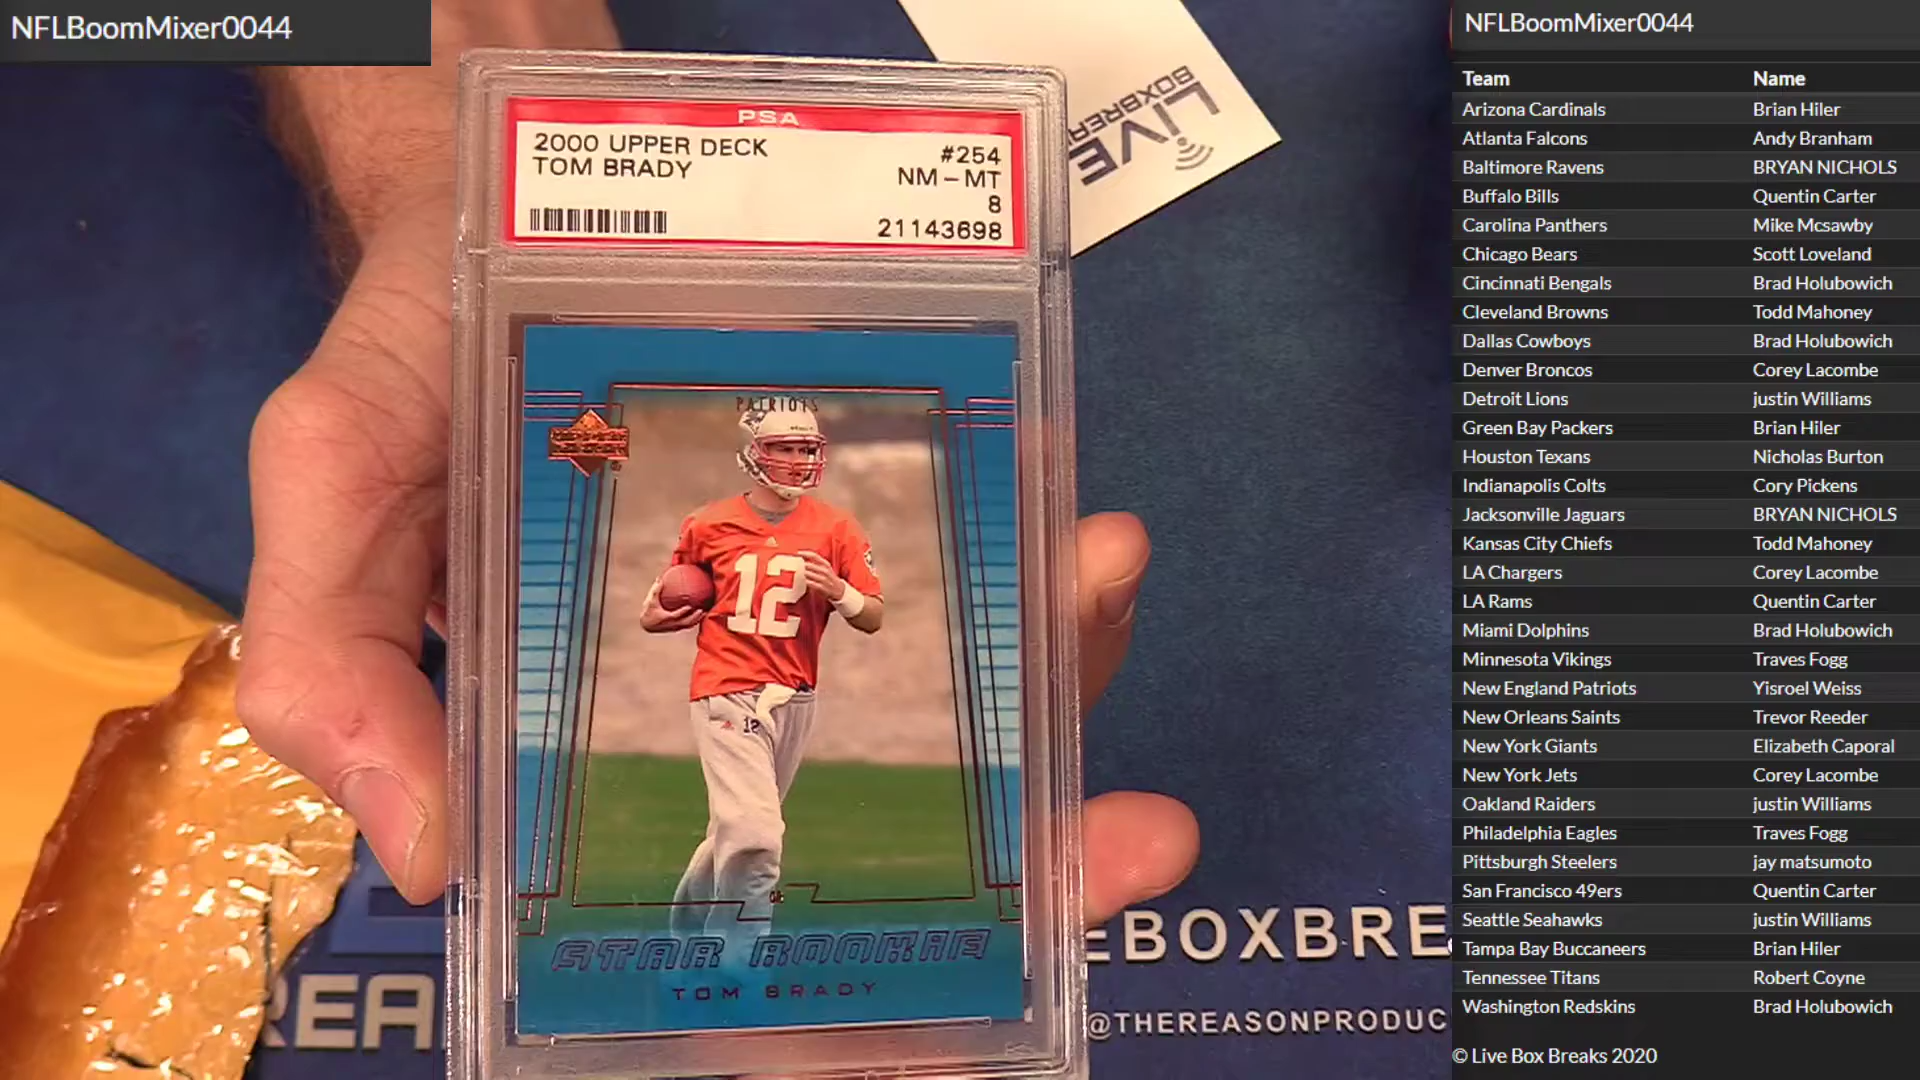 NFLBoomMixer0044
PSA
2000 UPPER DECK
TOM BRADY
#254
NM - MT
8
21143698
LIVE
PATRIOTS
12
12
QB
STAR ROOKIE
TOM BRADY
REA
EBOXBRE
@THEREASONPRODUC
NFLBoomMixer0044
Team Name
Arizona Cardinals Brian Hiler
Atlanta Falcons Andy Branham
Baltimore Ravens BRYAN NICHOLS
Buffalo Bills Quentin Carter
Carolina Panthers Mike Mcsawby
Chicago Bears Scott Loveland
Cincinnati Bengals Brad Holubowich
Cleveland Browns Todd Mahoney
Dallas Cowboys Brad Holubowich
Denver Broncos Corey Lacombe
Detroit Lions justin Williams
Green Bay Packers Brian Hiler
Houston Texans Nicholas Burton
Indianapolis Colts Cory Pickens
Jacksonville Jaguars BRYAN NICHOLS
Kansas City Chiefs Todd Mahoney
LA Chargers Corey Lacombe
LA Rams Quentin Carter
Miami Dolphins Brad Holubowich
Minnesota Vikings Traves Fogg
New England Patriots Yisroel Weiss
New Orleans Saints Trevor Reeder
New York Giants Elizabeth Caporal
New York Jets Corey Lacombe
Oakland Raiders justin Williams
Philadelphia Eagles Traves Fogg
Pittsburgh Steelers jay matsumoto
San Francisco 49ers Quentin Carter
Seattle Seahawks justin Williams
Tampa Bay Buccaneers Brian Hiler
Tennessee Titans Robert Coyne
Washington Redskins Brad Holubowich
© Live Box Breaks 2020